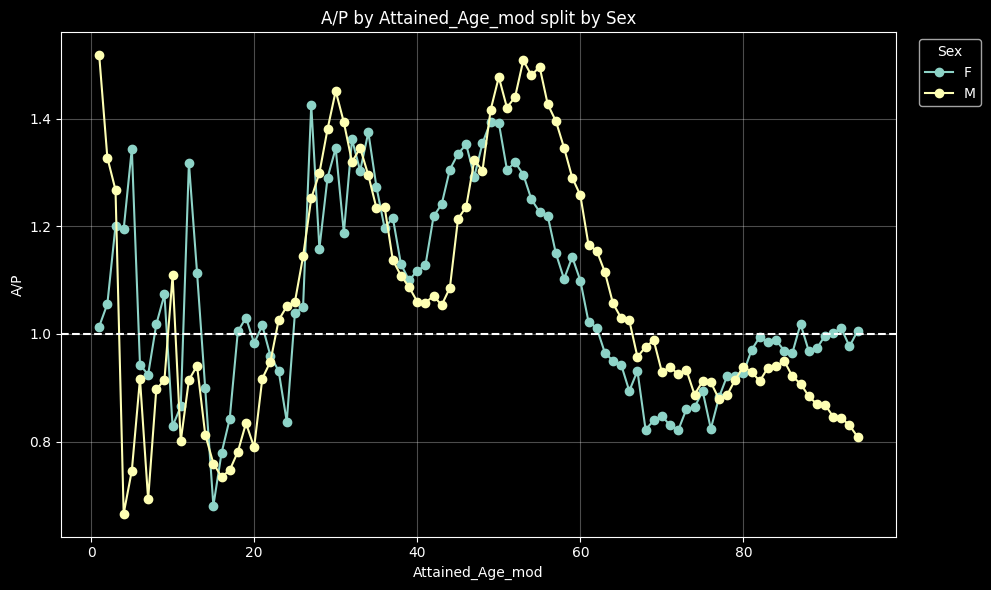 A/P by Attained_Age_mod split by Sex
Sex
F
M
A/P
1.4
1.2
1.0
0.8
0 20 40 60 80
Attained_Age_mod